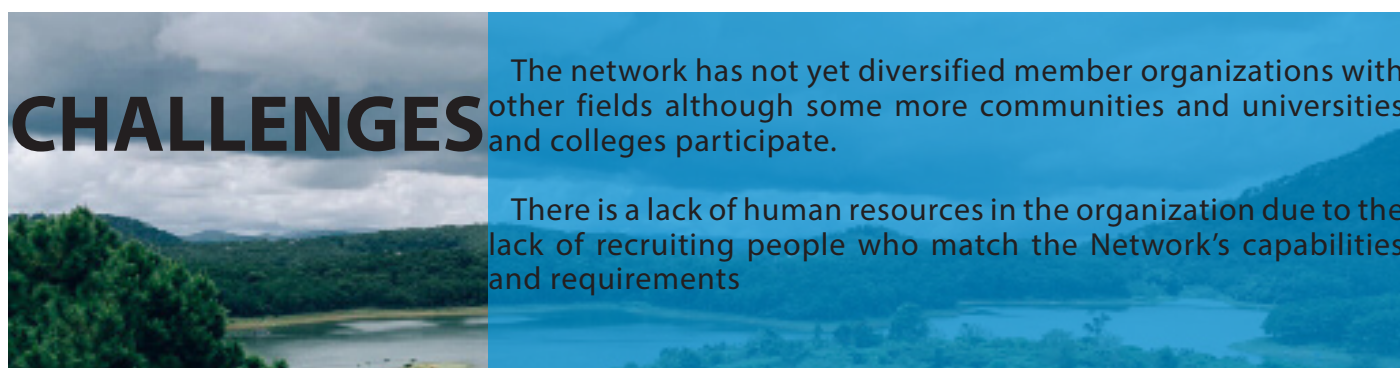 CHALLENGES
The network has not yet diversified member organizations with
other fields although some more communities and universities
and colleges participate.
There is a lack of human resources in the organization due to the
lack of recruiting people who match the Network's capabilities
and requirements